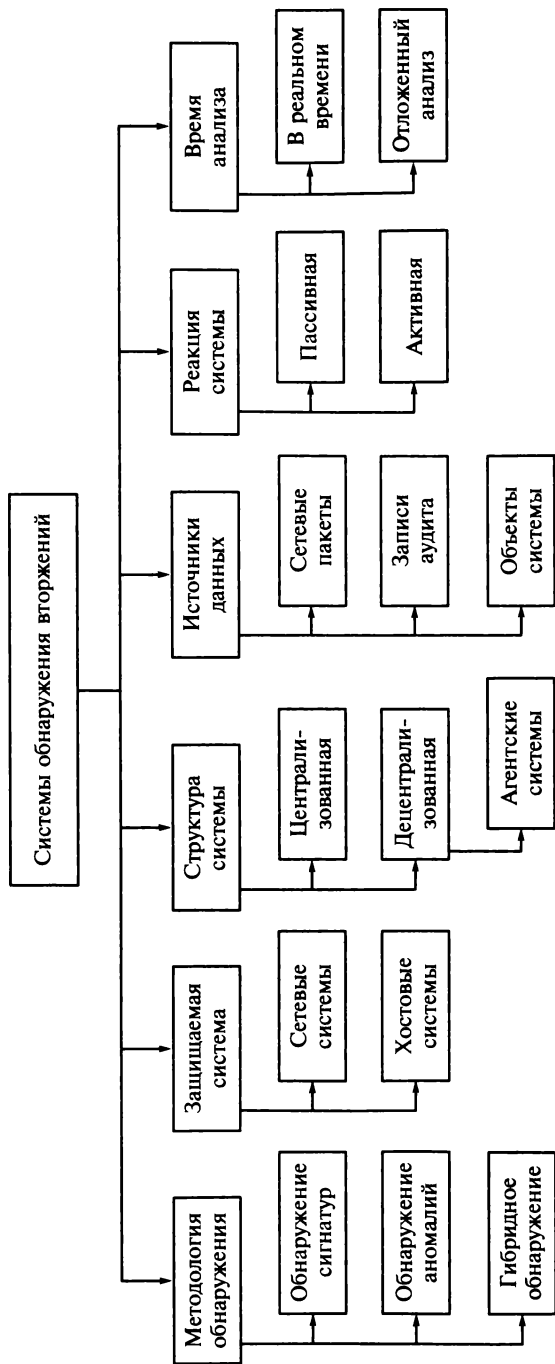 Системы обнаружения вторжений
Методология
обнаружения
Обнаружение
сигнатур
Обнаружение
аномалий
Гибридное
обнаружение
Защищаемая
система
Сетевые
системы
Хостовые
системы
Структура
системы
Централи-
зованная
Децентрали-
зованная
Агентские
системы
Источники
данных
Сетевые
пакеты
Записи
аудита
Объекты
системы
Реакция
системы
Пассивная
Активная
Время
анализа
В реальном
времени
Отложенный
анализ